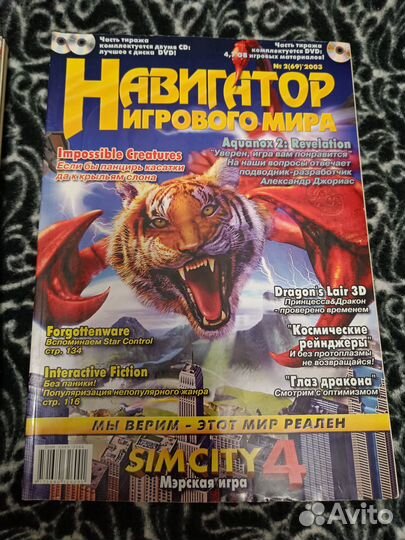 Часть тиража
комплектуется двумя CD:
лучшее с диска DVD!
Часть тиража
комплектуется DVD:
4,7 GB игровых материалов!
№ 2(69)'2003
НАВИГАТОР
ИГРОВОГО МИРА
Impossible Creatures
Если бы панцирь касатки
да к крыльям слона
Aquanox 2: Revelation
"Уверен, игра вам понравится"
На наши вопросы отвечает
подводник-разработчик
Александр Джориас
Dragon's Lair 3D
Принцесса&Дракон
- проверено временем
Forgottenware
Вспоминаем Star Control
стр. 134
"Космические
рейнджеры"
И без протоплазмы
не возвращайся!
Interactive Fiction
Без паники!
Популяризация непопулярного жанра
стр. 116
"Глаз дракона"
Смотрим с оптимизмом
МЫ ВЕРИМ - ЭТОТ МИР РЕАЛЕН
SIMCITY 4
Мэрская игра
Avito